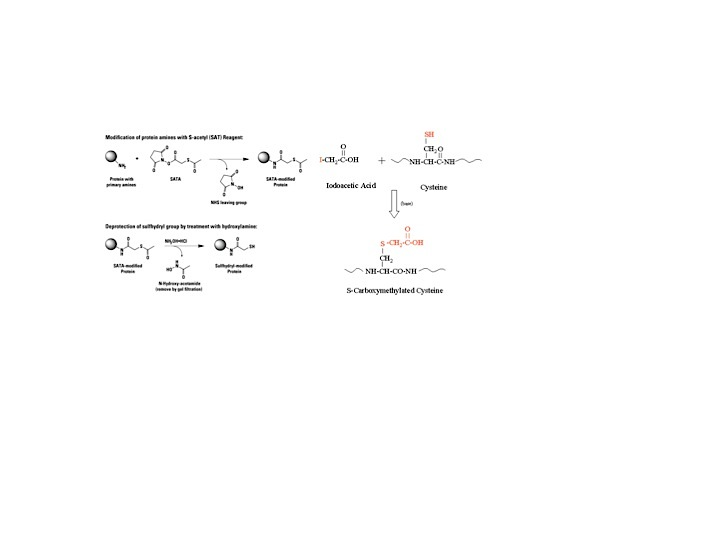 Modification of protein amines with S-acetyl (SAT) Reagent:
NH2
+
Protein with
primary amines
SATA
NHS leaving group
SATA-modified
Protein
Deprotection of sulfhydryl group by treatment with hydroxylamine:
SATA-modified
Protein
NH2OH•HCl
N-Hydroxy-acetamide
(remove by gel filtration)
SH
Sulfhydryl-modified
Protein
O
I-CH2-C-OH
Iodoacetic Acid
+
SH
CH2 O
NH-CH-C-NH
Cysteine
(base)
O
S-CH2-C-OH
CH2
NH-CH-CO-NH
S-Carboxymethylated Cysteine